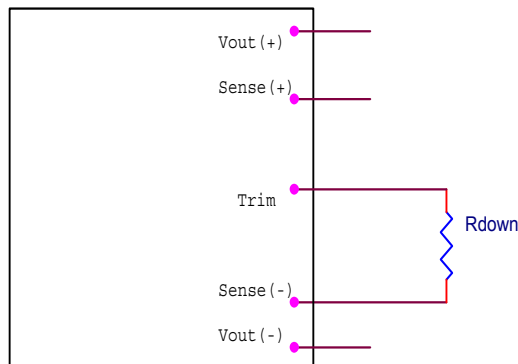 Vout(+)
Sense(+)
Trim
Rdown
Sense(-)
Vout(-)